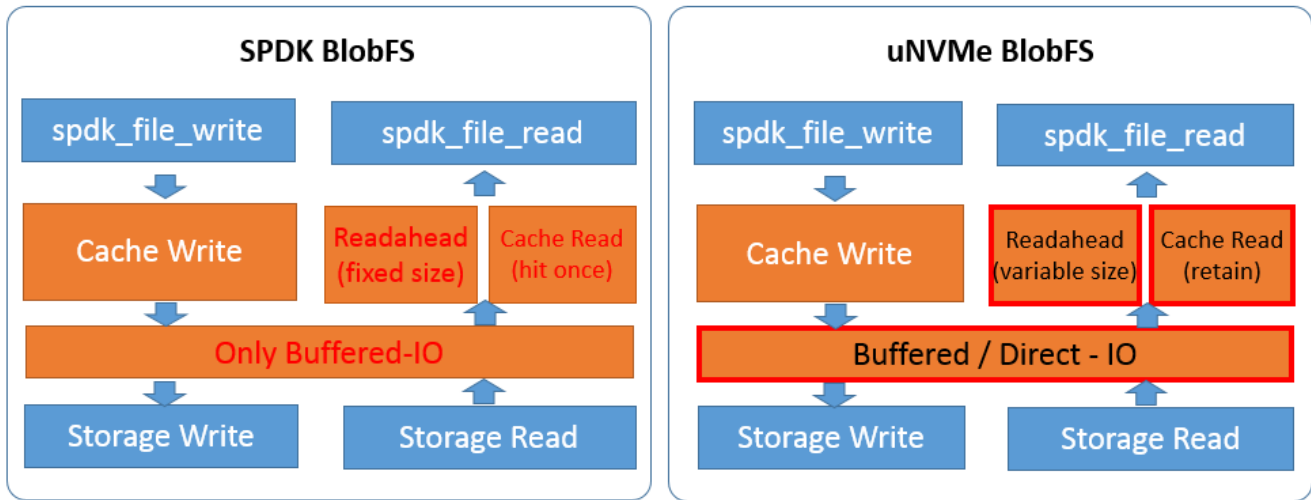 SPDK BlobFS
spdk_file_write
spdk_file_read
Cache Write
Readahead
(fixed size)
Cache Read
(hit once)
Only Buffered-IO
Storage Write
Storage Read
uNVMe BlobFS
spdk_file_write
spdk_file_read
Cache Write
Readahead
(variable size)
Cache Read
(retain)
Buffered / Direct - IO
Storage Write
Storage Read